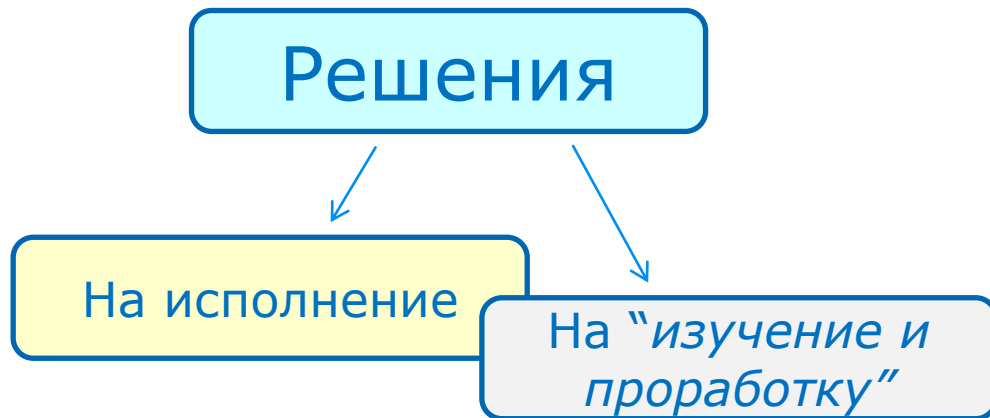 Решения
На исполнение
На “изучение и
проработку”